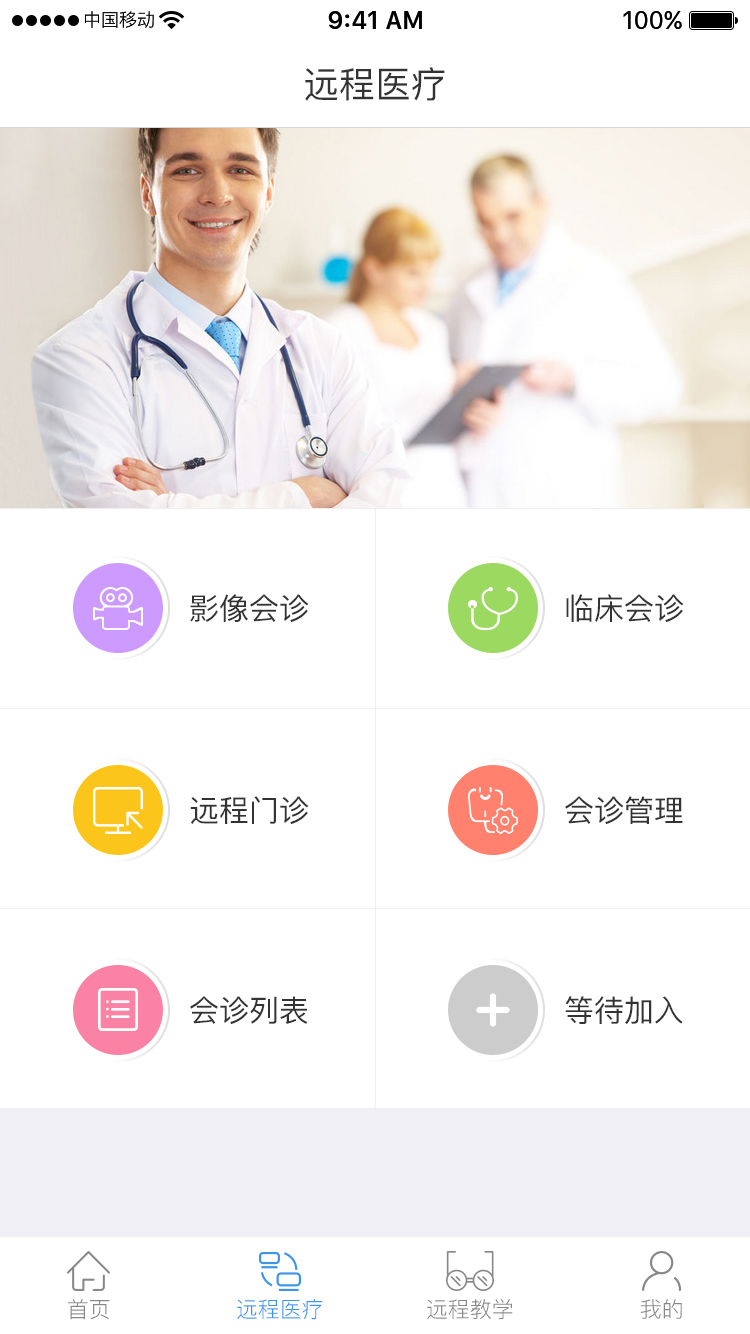 中国移动 9:41 AM 100%
远程医疗
影像会诊 临床会诊
远程门诊 会诊管理
会诊列表 等待加入
首页 远程医疗 远程教学 我的